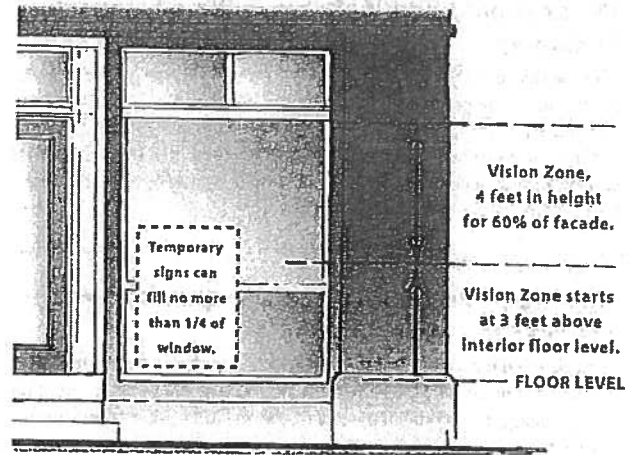 Vision Zone,
4 feet in height
for 60% of facade.
Temporary
signs can
fill no more
than 1/4 of
window.
Vision Zone starts
at 3 feet above
interior floor level.
FLOOR LEVEL